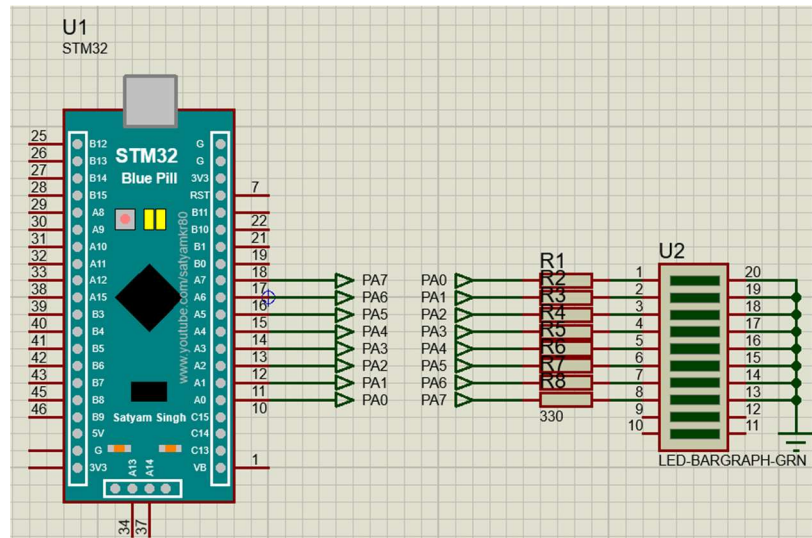 U1
STM32
STM32
Blue Pill
www.youtube.com/satyamkr80
Satyam Singh
25 B12
26 B13
27 B14
28 B15
29 A8
30 A9
31 A10
32 A11
33 A12
38 A15
39 B3
40 B4
41 B5
42 B6
43 B7
45 B8
46 B9
5V
G
3V3
A13
A14
34
37
G
G
3V3
RST 7
B11
B10 22
B1 21
B0 19
A7 18
A6 17
A5 16
A4 15
A3 14
A2 13
A1 12
A0 11
C15 10
C14
C13
VB 1
PA7
PA6
PA5
PA4
PA3
PA2
PA1
PA0
PA0
PA1
PA2
PA3
PA4
PA5
PA6
PA7
R1
R2
R3
R4
R5
R6
R7
R8
330
U2
1 20
2 19
3 18
4 17
5 16
6 15
7 14
8 13
9 12
10 11
LED-BARGRAPH-GRN